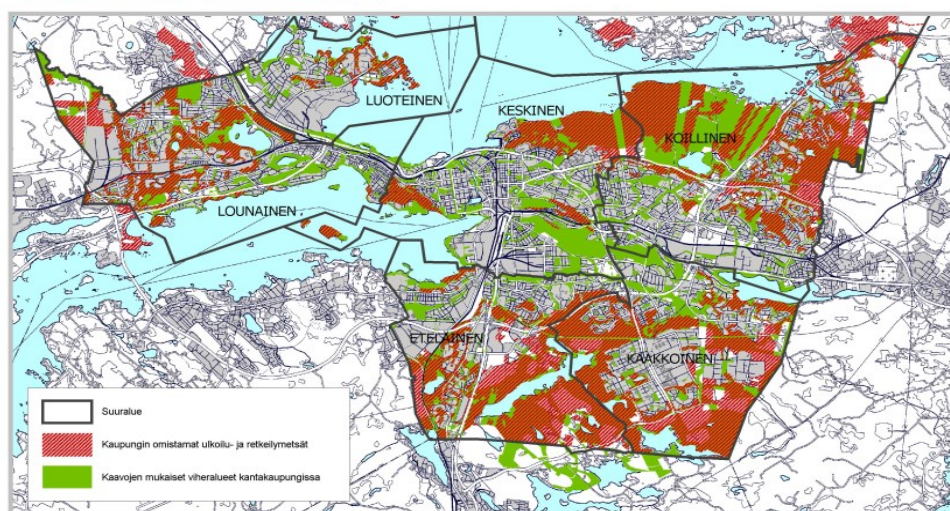 LUOTEINEN
KESKINEN
KOILLINEN
LOUNAINEN
ETELÄINEN
KAAKKOINEN
Suuralue
Kaupungin omistamat ulkoilu- ja retkeilymetsät
Kaavojen mukaiset viheralueet kantakaupungissa